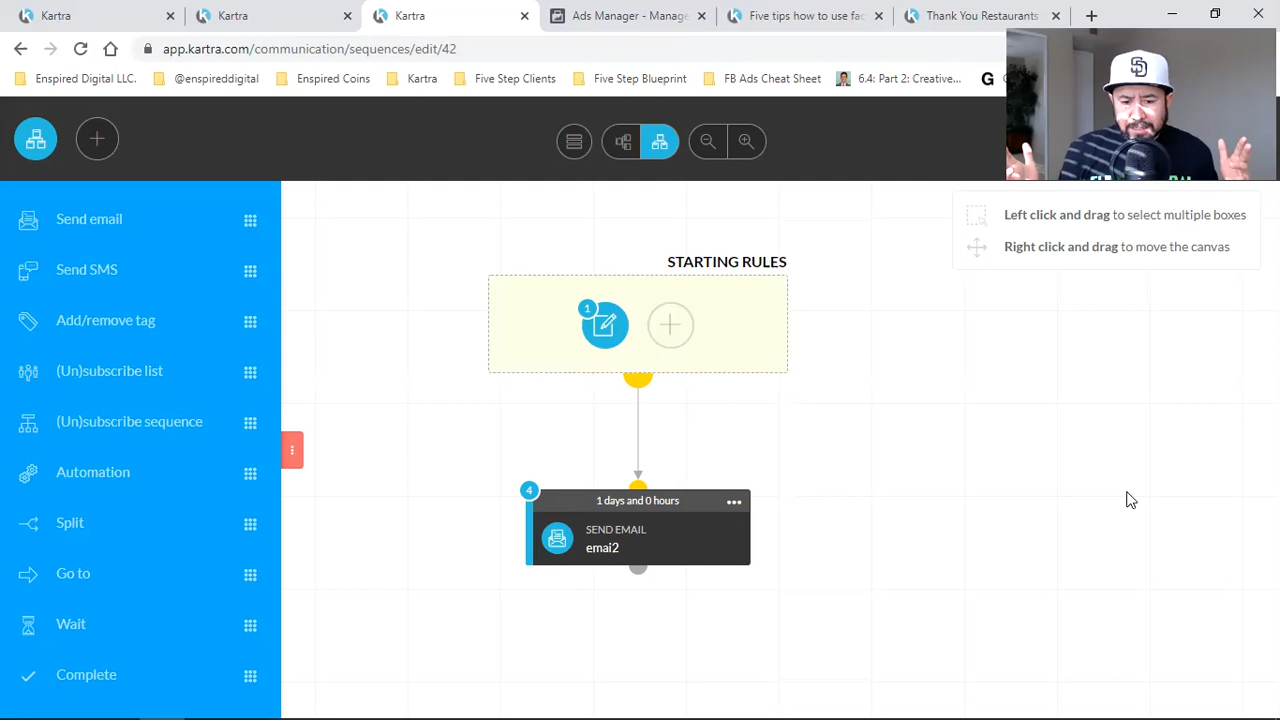 Kartra
Kartra
Kartra
Ads Manager - Manage
Five tips how to use fac
Thank You Restaurants
app.kartra.com/communication/sequences/edit/42
Enspired Digital LLC.
@enspireddigital
Enspired Coins
Kartra
Five Step Clients
Five Step Blueprint
FB Ads Cheat Sheet
6.4: Part 2: Creative...
G
SD
Send email
Send SMS
Add/remove tag
(Un)subscribe list
(Un)subscribe sequence
Automation
Split
Go to
Wait
Complete
Left click and drag to select multiple boxes
Right click and drag to move the canvas
STARTING RULES
1
4
1 days and 0 hours
SEND EMAIL
emai2